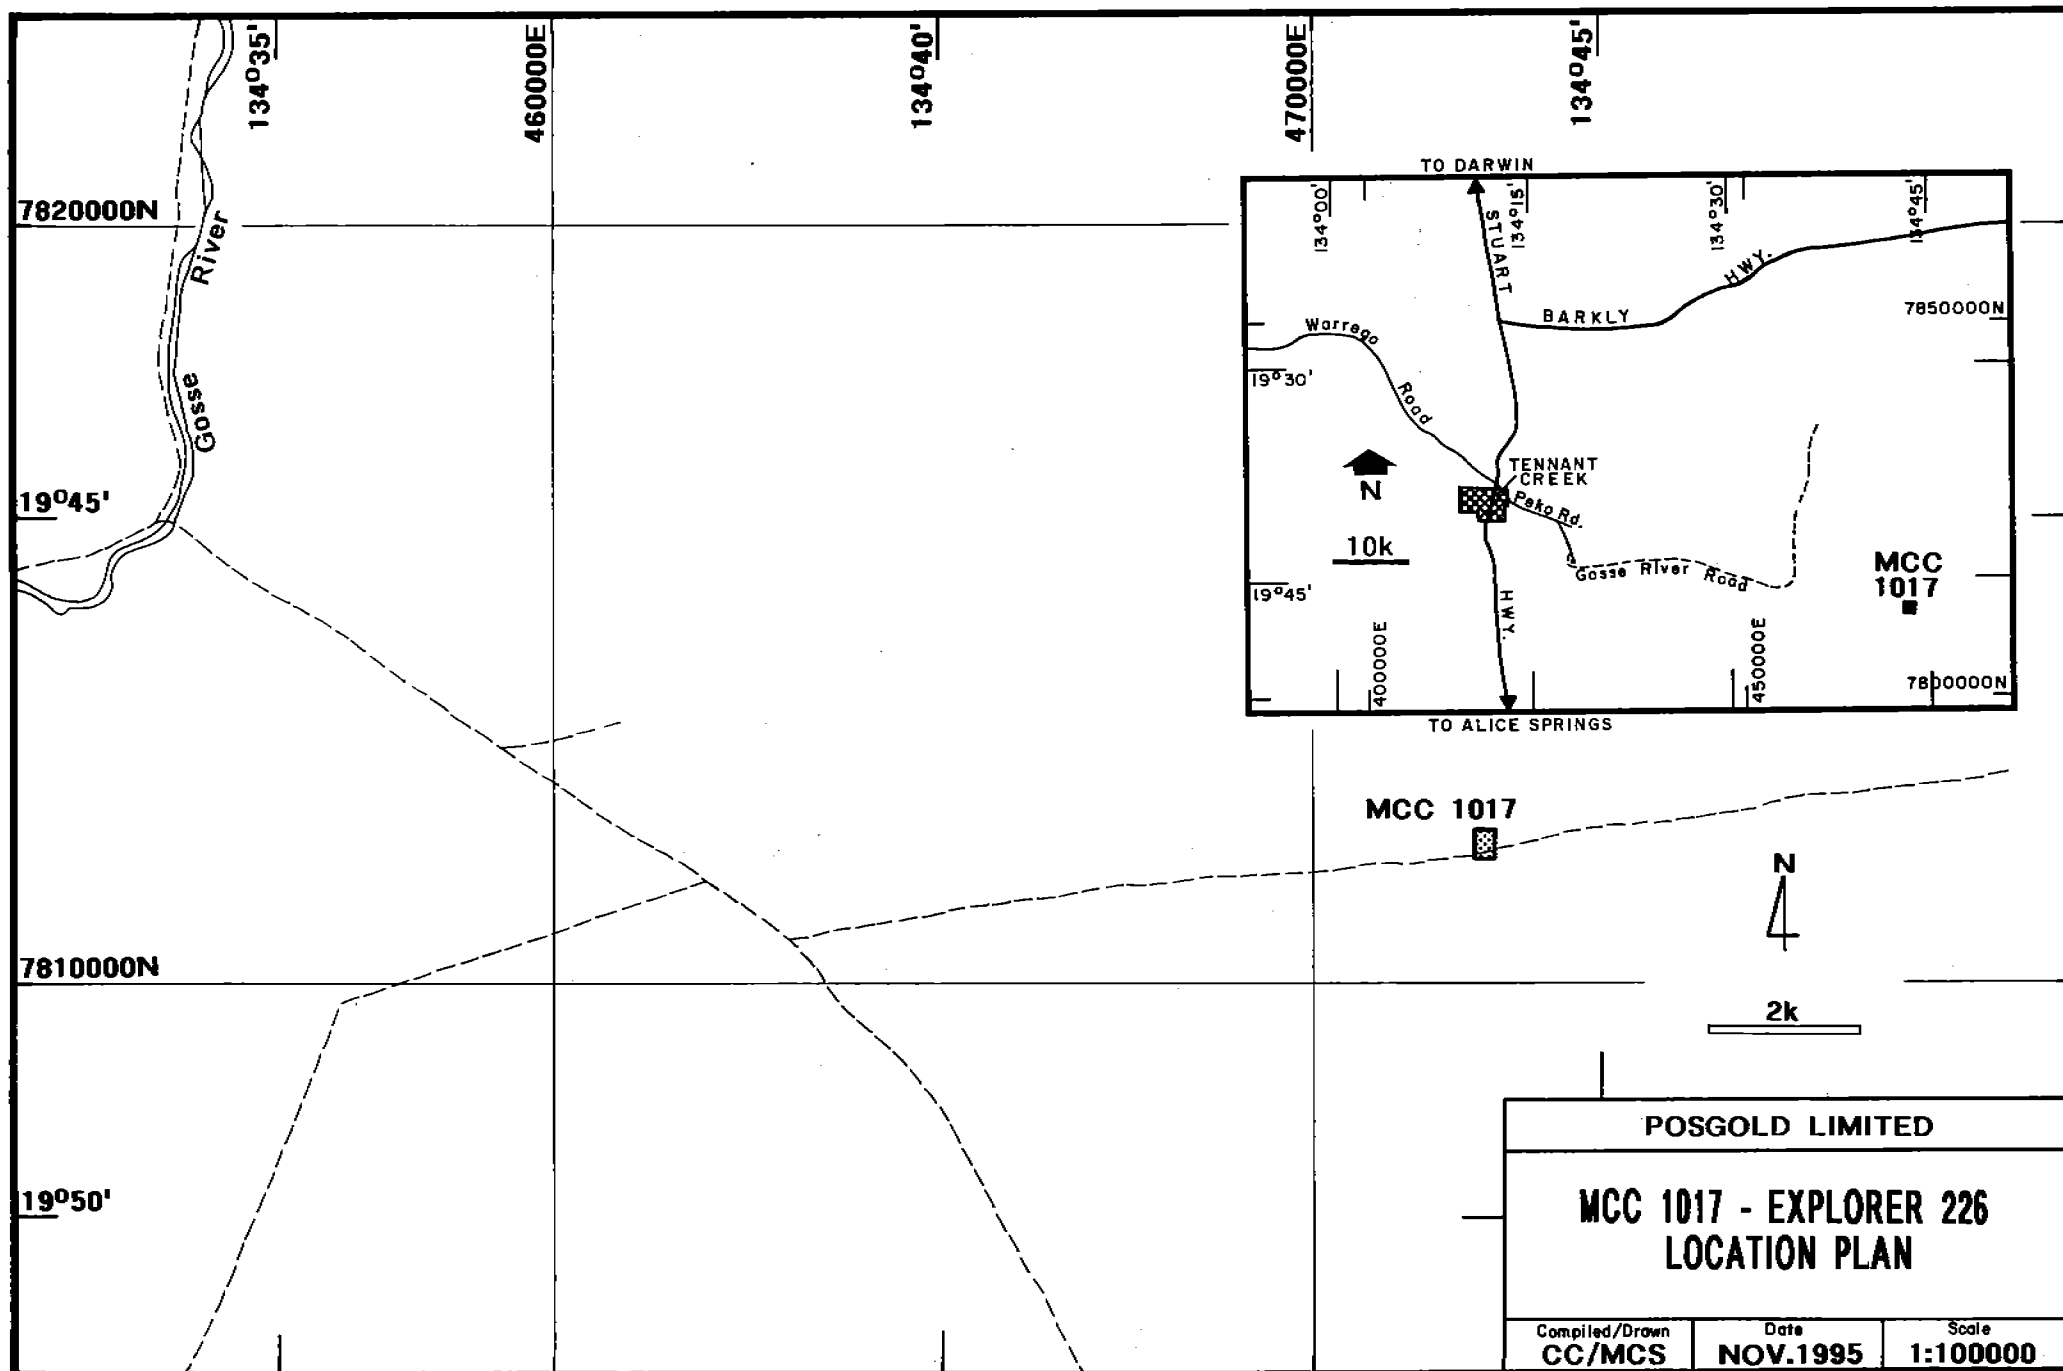 134°35'
460000E
134°40'
470000E
134°45'
7820000N
Gosse River
19°45'
7810000N
19°50'
TO DARWIN
134°00'
134°15'
134°30'
134°45'
STUART
HWY.
BARKLY
HWY.
7850000N
Warrego
Road
19°30'
N
TENNANT
CREEK
Peko Rd.
10k
Gosse River Road
MCC
1017
19°45'
400000E
450000E
7800000N
TO ALICE SPRINGS
MCC 1017
N
2k
POSGOLD LIMITED
MCC 1017 - EXPLORER 226
LOCATION PLAN
Compiled/Drawn
CC/MCS
Date
NOV.1995
Scale
1:100000